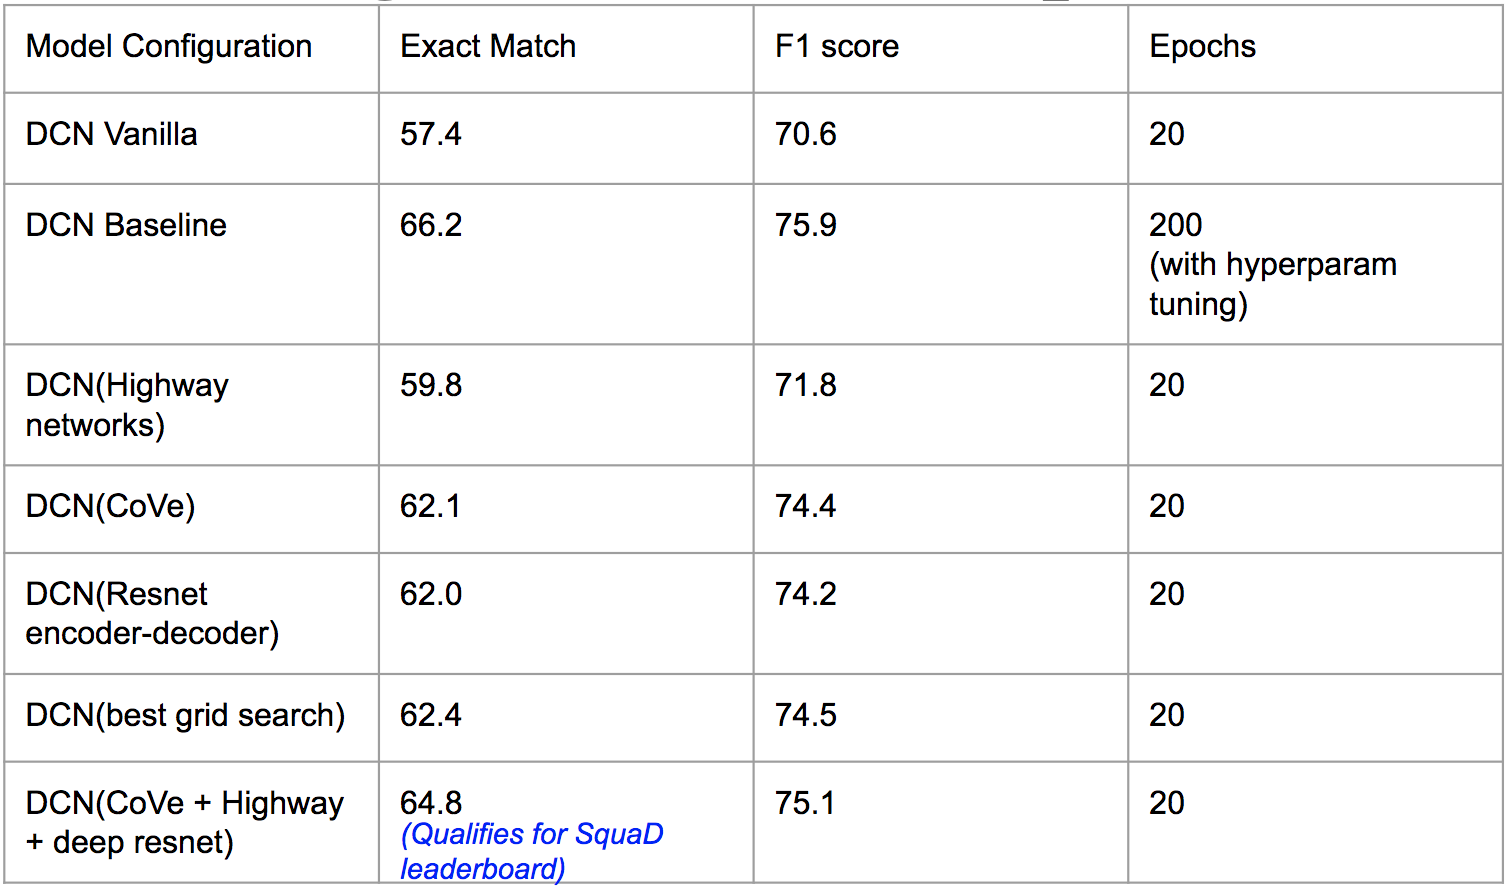 Model Configuration Exact Match F1 score Epochs
DCN Vanilla 57.4 70.6 20
DCN Baseline 66.2 75.9 200
(with hyperparam
tuning)
DCN(Highway 59.8 71.8 20
networks)
DCN(CoVe) 62.1 74.4 20
DCN(Resnet 62.0 74.2 20
encoder-decoder)
DCN(best grid search) 62.4 74.5 20
DCN(CoVe + Highway 64.8 75.1 20
+ deep resnet) (Qualifies for SquaD
leaderboard)